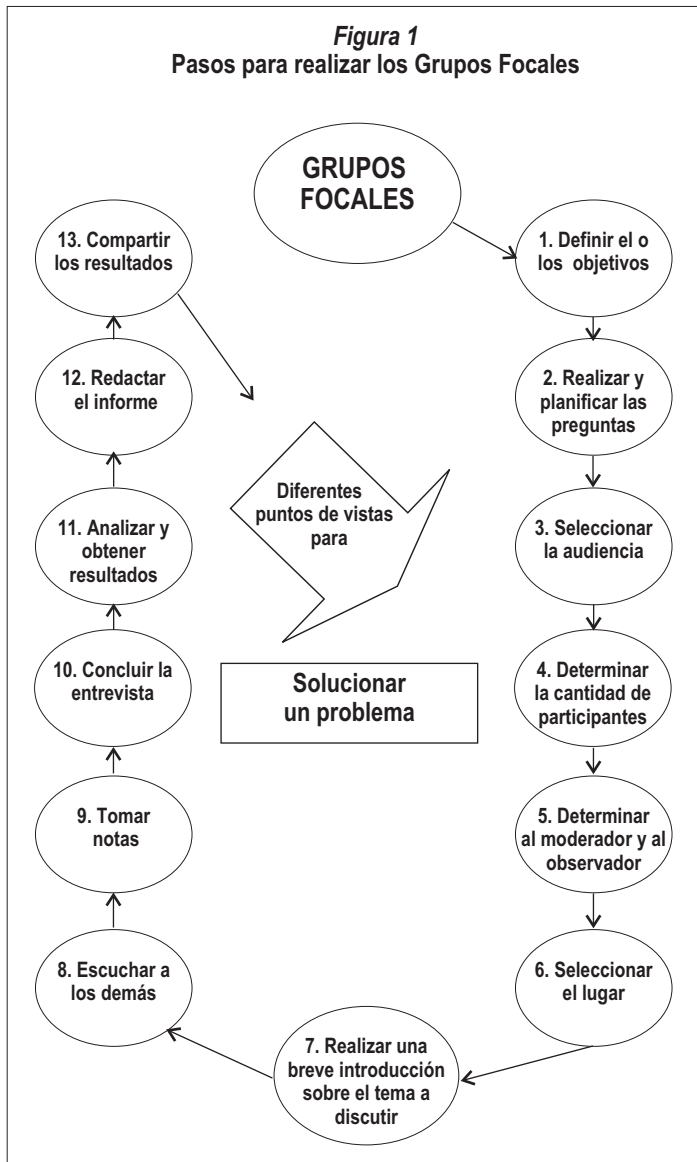 Figura 1
Pasos para realizar los Grupos Focales
GRUPOS
FOCALES
1. Definir el o
los objetivos
2. Realizar y
planificar las
preguntas
3. Seleccionar
la audiencia
4. Determinar
la cantidad de
participantes
5. Determinar
al moderador y al
observador
6. Seleccionar
el lugar
7. Realizar una
breve introducción
sobre el tema a
discutir
8. Escuchar a
los demás
9. Tomar
notas
10. Concluir la
entrevista
11. Analizar y
obtener
resultados
12. Redactar
el informe
13. Compartir
los resultados
Diferentes
puntos de vistas
para
Solucionar
un problema